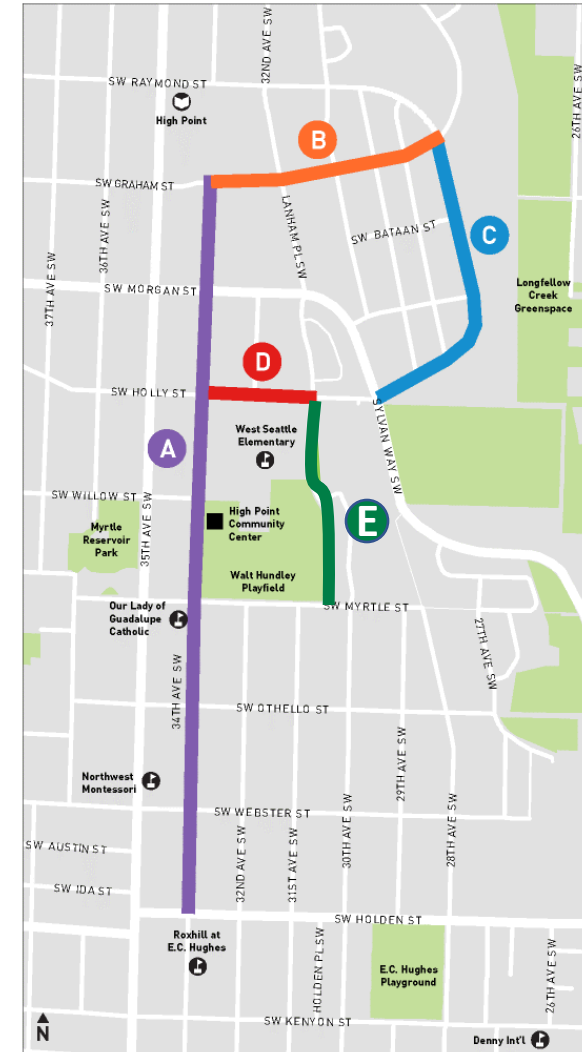 32ND AVE SW
SW RAYMOND ST
High Point
26TH AVE SW
B
SW GRAHAM ST
36TH AVE SW
LANHAM PL SW
SW BATAAN ST
C
37TH AVE SW
SW MORGAN ST
Longfellow
Creek
Greenspace
D
SW HOLLY ST
SYLVAN WAY SW
A
West Seattle
Elementary
SW WILLOW ST
35TH AVE SW
High Point
Community
Center
E
Myrtle
Reservoir
Park
Walt Hundley
Playfield
Our Lady of
Guadalupe
Catholic
SW MYRTLE ST
27TH AVE SW
34TH AVE SW
SW OTHELLO ST
29TH AVE SW
Northwest
Montessori
SW WEBSTER ST
30TH AVE SW
28TH AVE SW
SW AUSTIN ST
32ND AVE SW
31ST AVE SW
SW IDA ST
SW HOLDEN ST
Roxhill at
E.C. Hughes
HOLDEN PL SW
E.C. Hughes
Playground
26TH AVE SW
N
SW KENYON ST
Denny Int'l